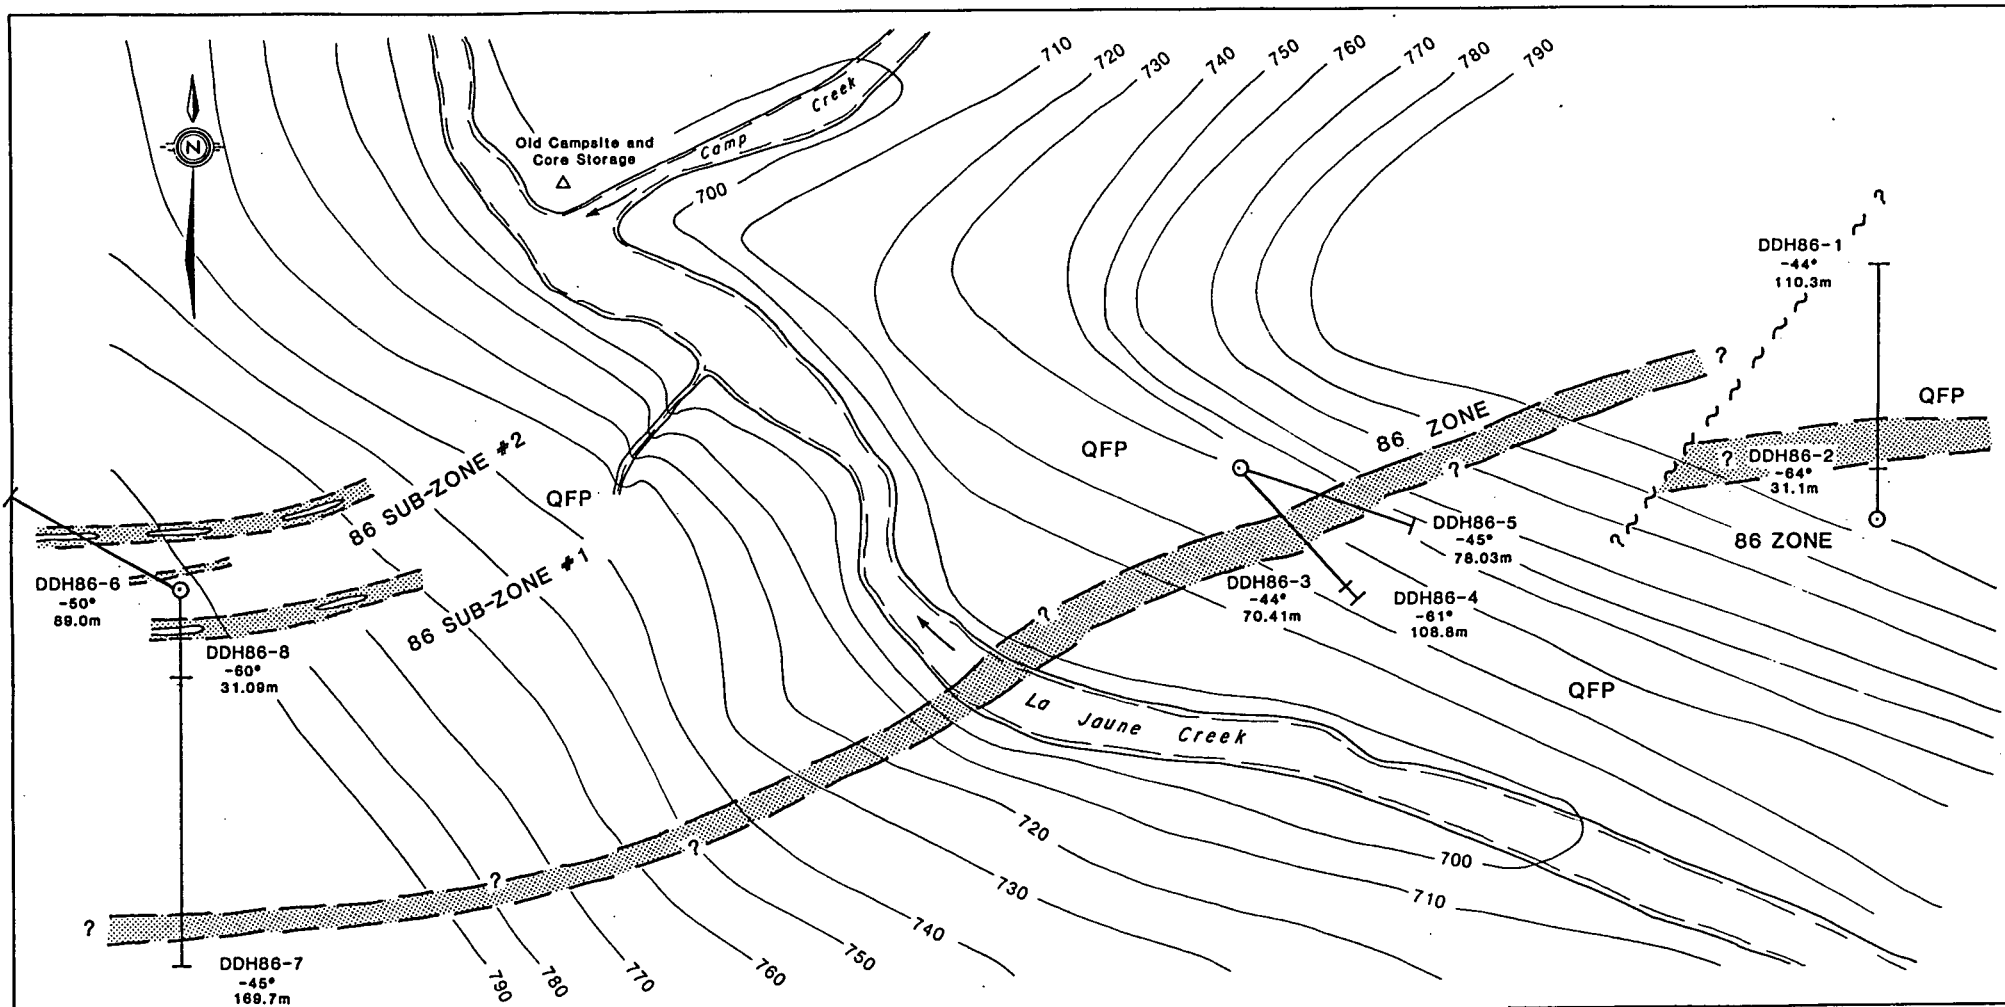 710
720
730
740
750
760
770
780
790
N
Old Campsite and
Core Storage
Camp Creek
700
?
DDH86-1
-44°
110.3m
?
QFP
86 ZONE
?
QFP
?
DDH86-2
-64°
31.1m
86 ZONE
?
86 SUB-ZONE #2
QFP
86 SUB-ZONE #1
DDH86-6
-50°
89.0m
DDH86-5
-45°
78.03m
DDH86-3
-44°
70.41m
DDH86-4
-61°
108.8m
?
DDH86-8
-60°
31.09m
QFP
La Jaune Creek
720
700
730
710
740
750
760
770
780
790
?
?
?
DDH86-7
-45°
169.7m